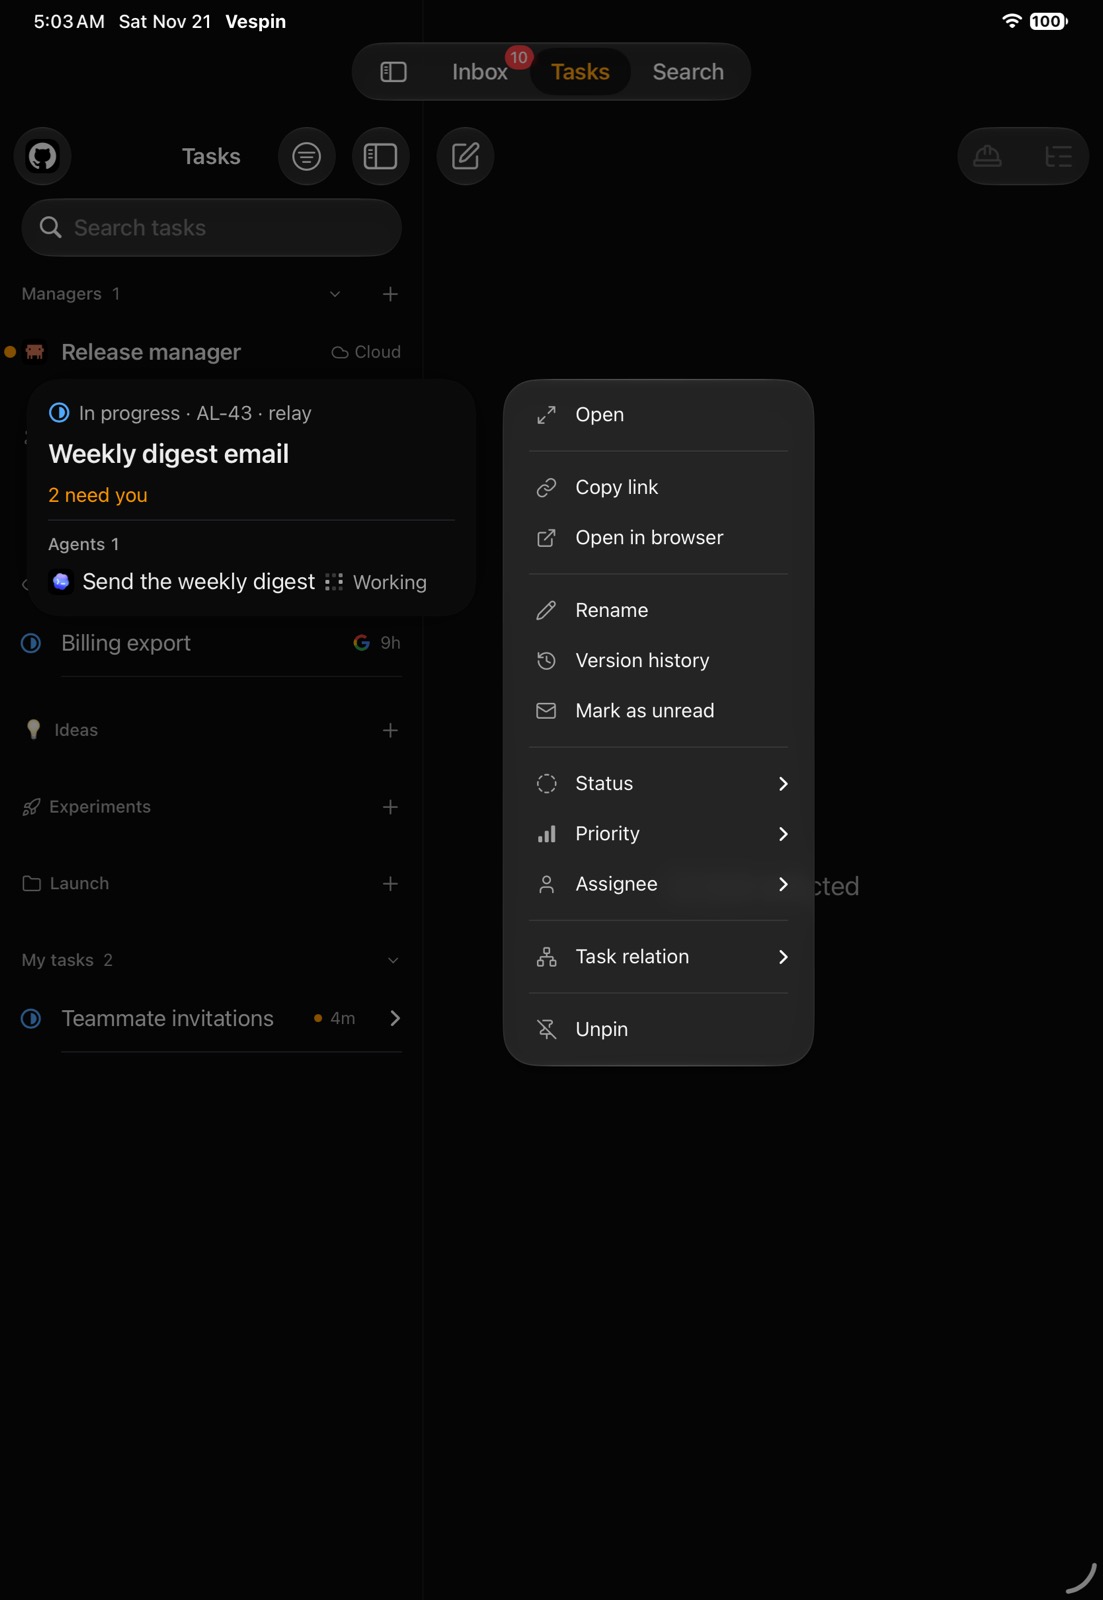 5:03 AM Sat Nov 21 Vespin
100
Inbox 10 Tasks Search
Tasks
Search tasks
Managers 1
Release manager Cloud
In progress · AL-43 · relay
Weekly digest email
2 need you
Agents 1
Send the weekly digest Working
Billing export 9h
Ideas
Experiments
Launch
My tasks 2
Teammate invitations 4m
Open
Copy link
Open in browser
Rename
Version history
Mark as unread
Status
Priority
Assignee
Task relation
Unpin